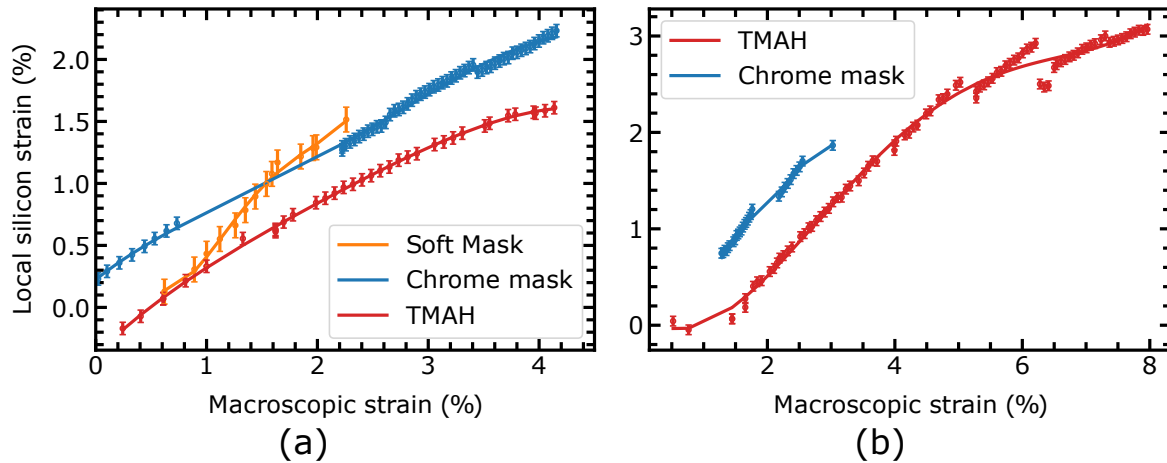 Local silicon strain (%)
2.0
1.5
1.0
0.5
0.0
0
1
2
3
4
Soft Mask
Chrome mask
TMAH
Macroscopic strain (%)
(a)
3
2
1
0
2
4
6
8
TMAH
Chrome mask
Macroscopic strain (%)
(b)